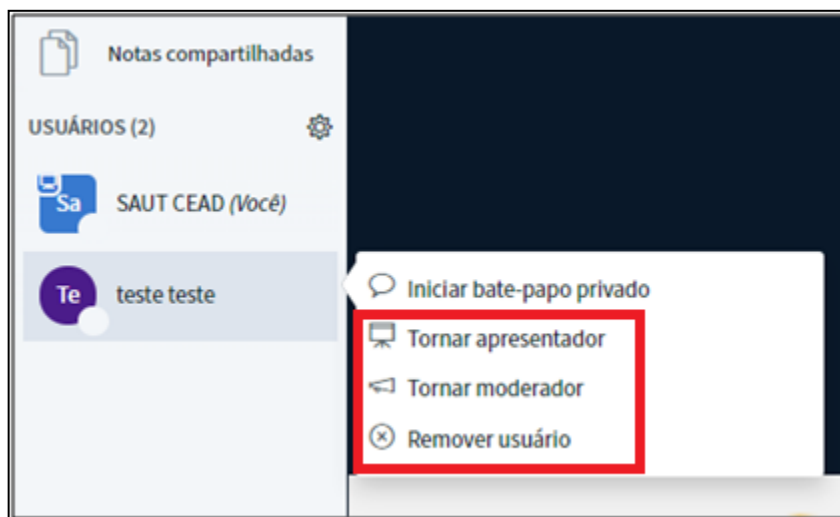 Notas compartilhadas
USUÁRIOS (2)
Sa SAUT CEAD (Você)
Te teste teste
Iniciar bate-papo privado
Tornar apresentador
Tornar moderador
Remover usuário